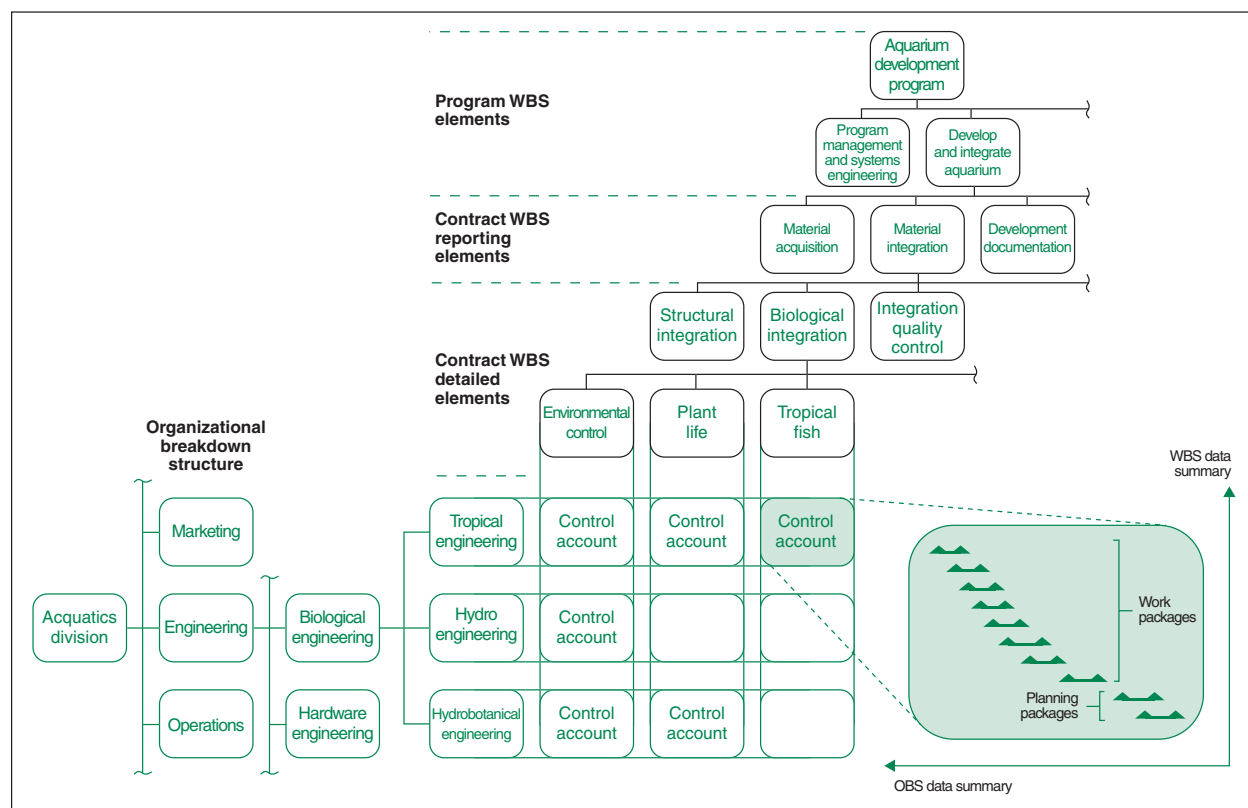 Aquarium
development
program
Program WBS
elements
Program
management
and systems
engineering
Develop
and integrate
aquarium
Contract WBS
reporting
elements
Material
acquisition
Material
integration
Development
documentation
Structural
integration
Biological
integration
Integration
quality
control
Contract WBS
detailed
elements
Environmental
control
Plant
life
Tropical
fish
Organizational
breakdown
structure
WBS data
summary
Marketing
Tropical
engineering
Control
account
Control
account
Control
account
Acquatics
division
Engineering
Biological
engineering
Hydro
engineering
Control
account
Work
packages
Operations
Hardware
engineering
Hydrobotanical
engineering
Control
account
Control
account
Planning
packages
OBS data summary